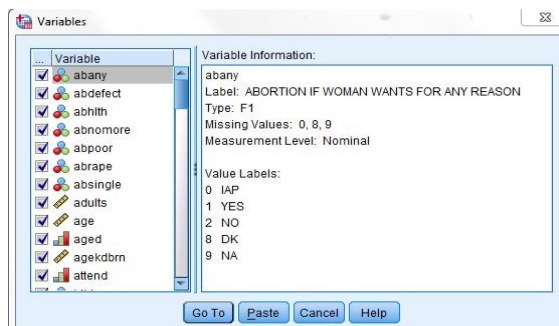 Variables
... Variable
abany
abdefect
abhlth
abnomore
abpoor
abrape
absingle
adults
age
aged
agekdbrn
attend
Variable Information:
abany
Label: ABORTION IF WOMAN WANTS FOR ANY REASON
Type: F1
Missing Values: 0, 8, 9
Measurement Level: Nominal
Value Labels:
0 IAP
1 YES
2 NO
8 DK
9 NA
Go To Paste Cancel Help